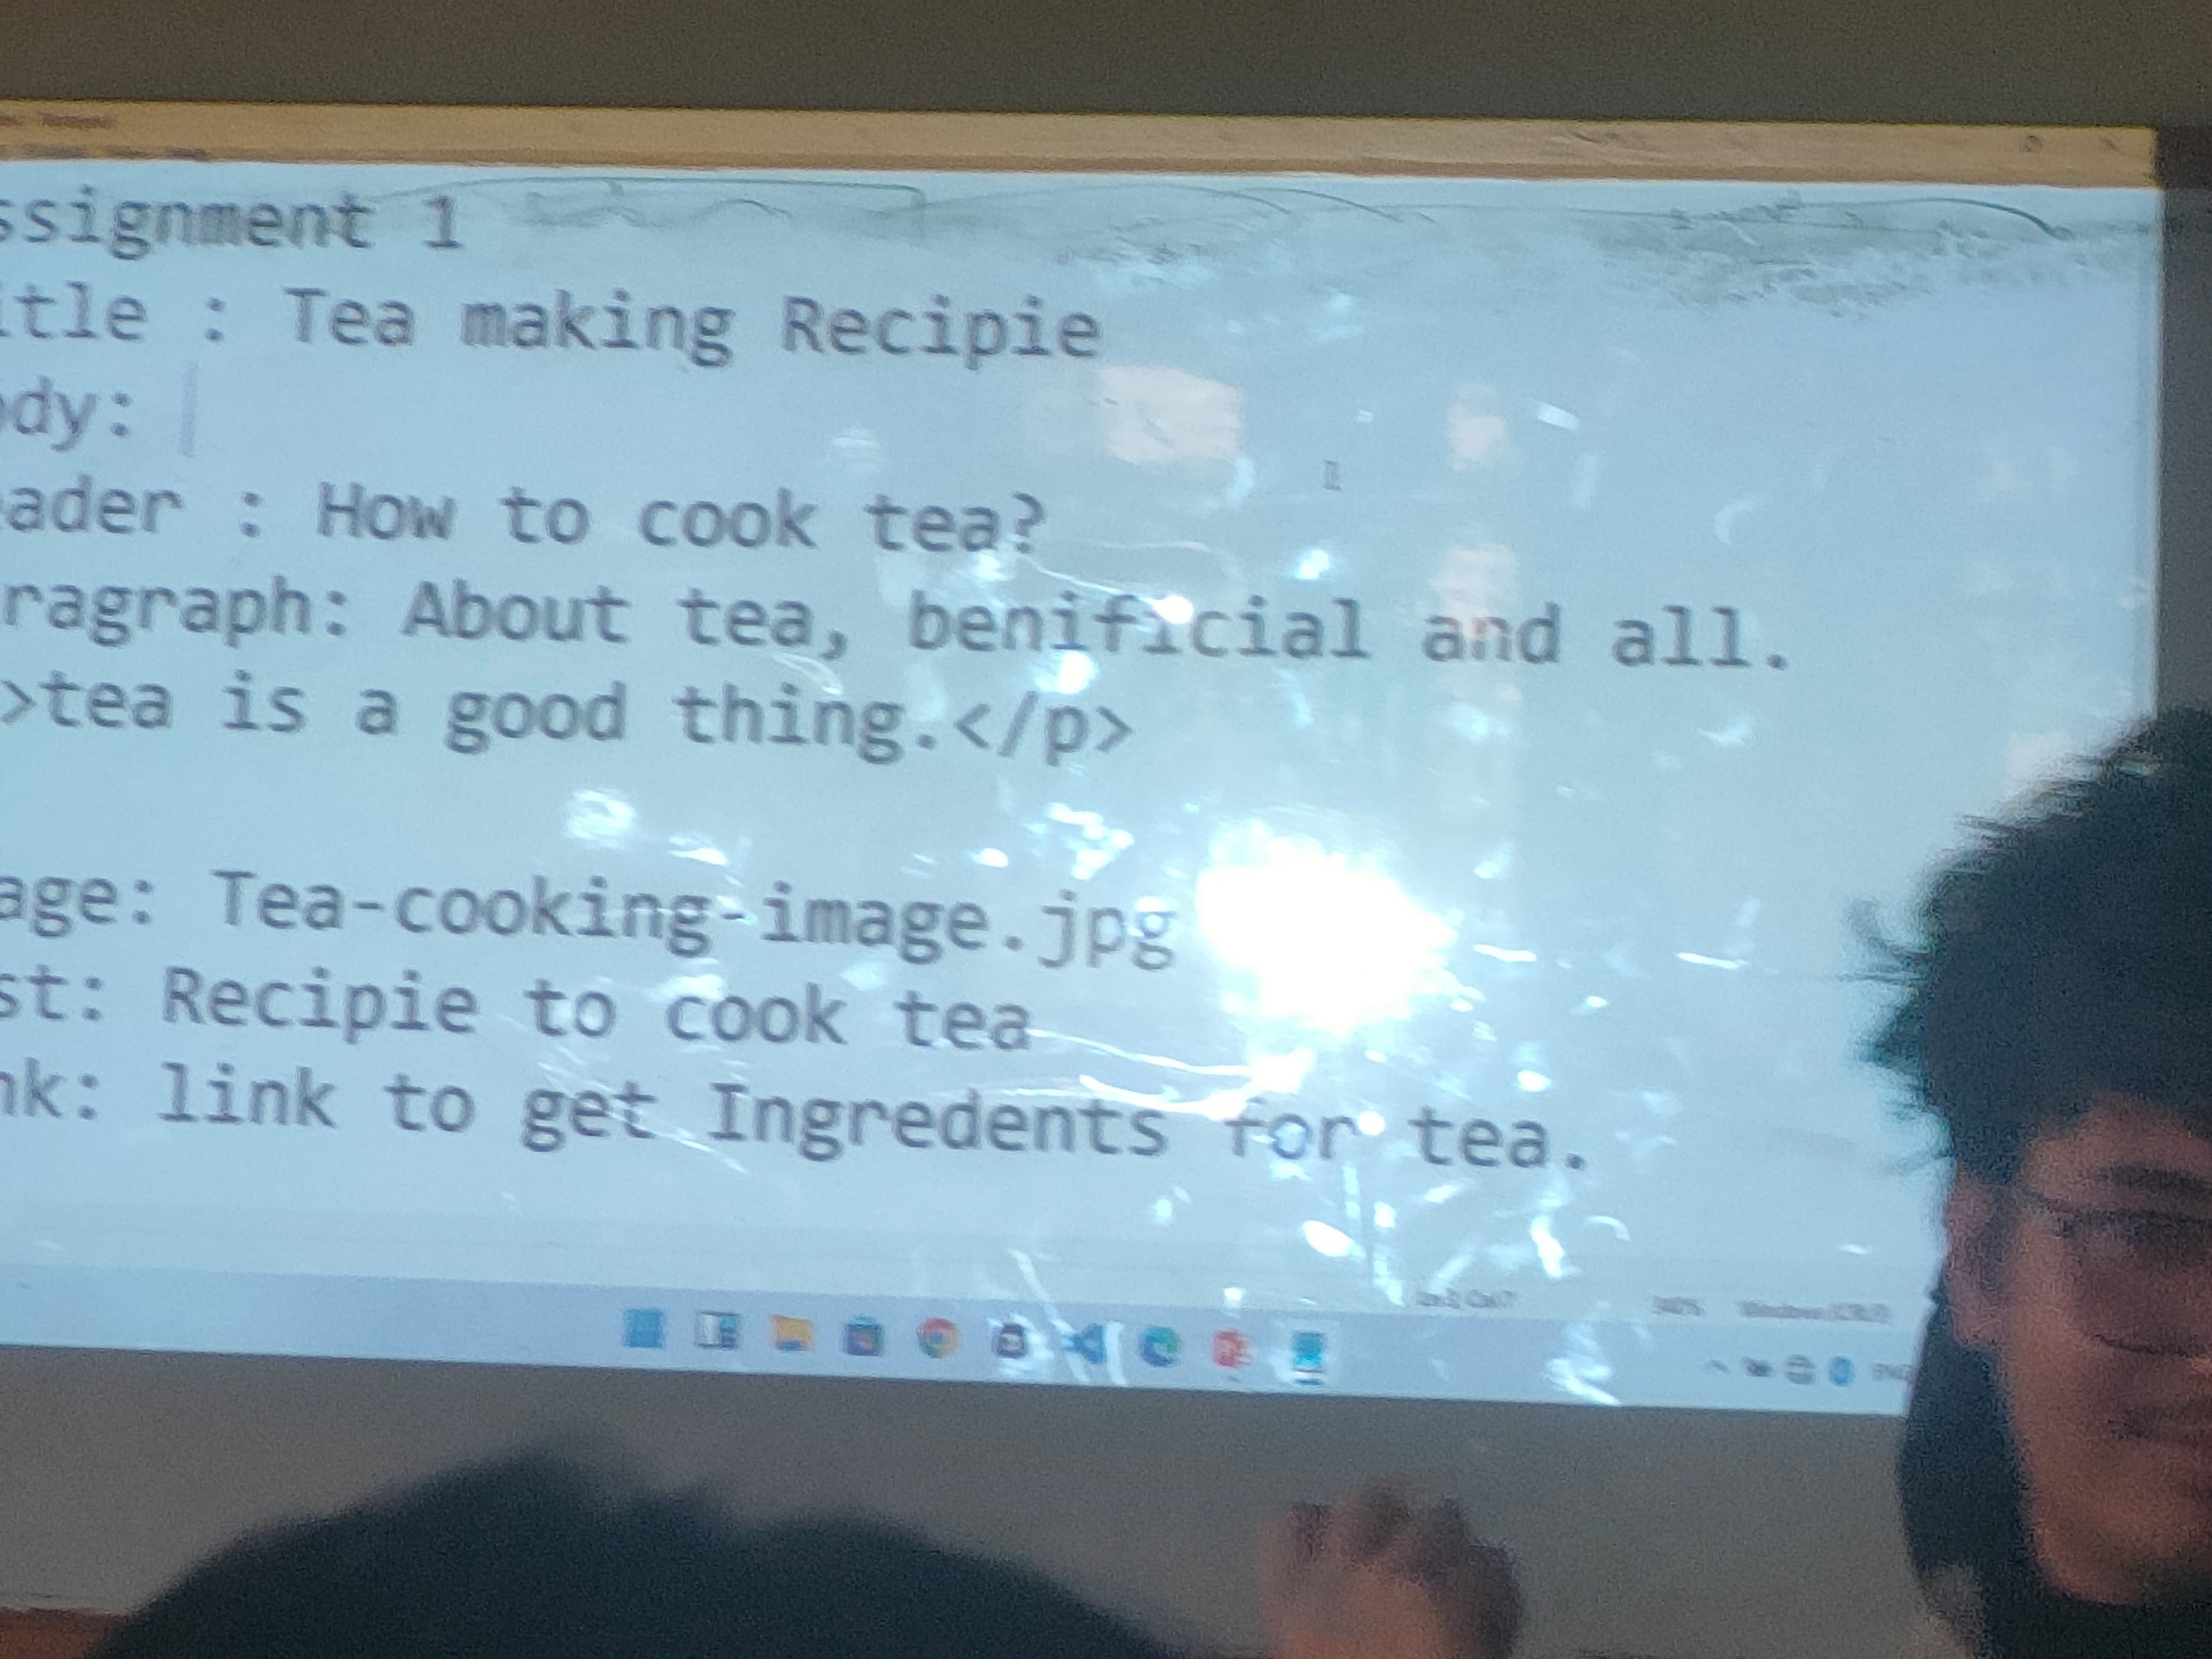 ssignment 1
itle : Tea making Recipie
ody:
ader : How to cook tea?
ragraph: About tea, benificial and all.
>tea is a good thing.</p>
age: Tea-cooking-image.jpg
st: Recipie to cook tea
nk: link to get Ingredents for tea.